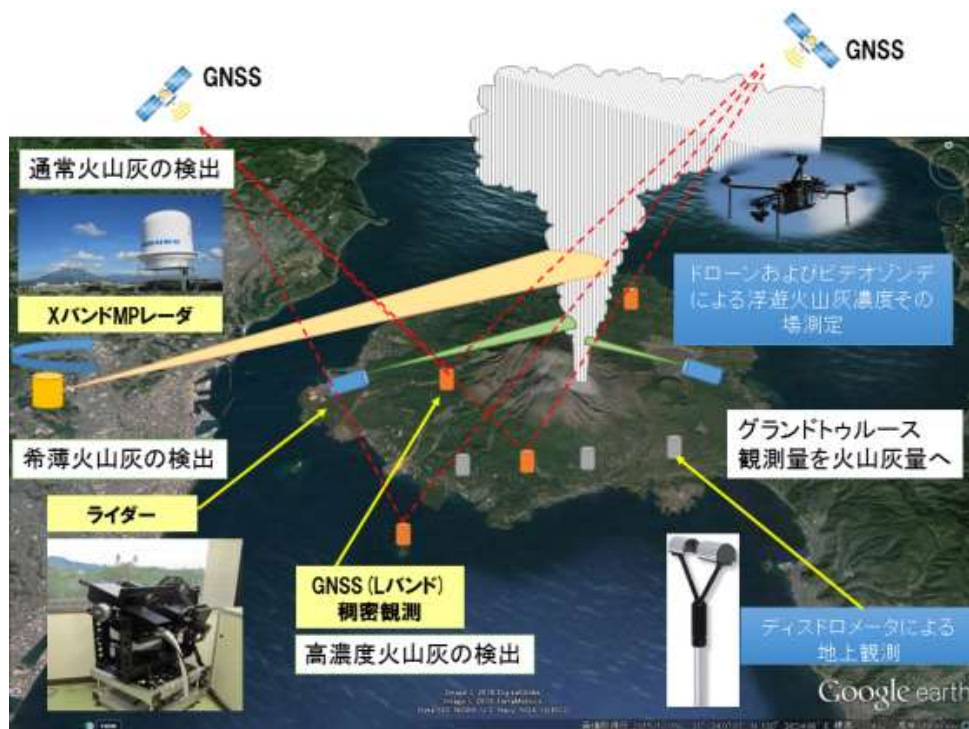 GNSS
GNSS
通常火山灰の検出
XバンドMPレーダ
ドローンおよびビデオゾンデ
による浮遊火山灰濃度その
場測定
希薄火山灰の検出
ライダー
グランドトゥルース
観測量を火山灰量へ
GNSS(Lバンド)
稠密観測
高濃度火山灰の検出
ディスドロメータによる
地上観測
Google earth